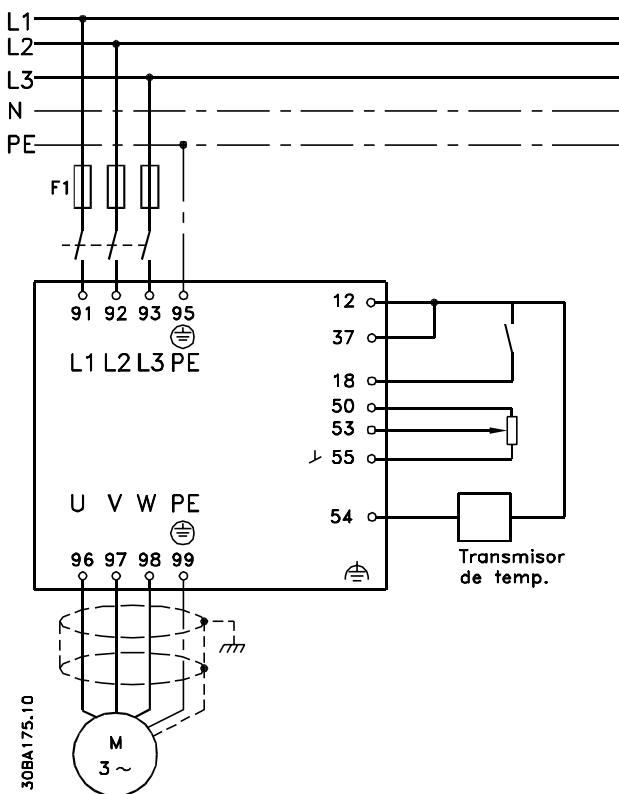 L1
L2
L3
N
PE
F1
91 92 93 95
L1 L2 L3 PE
12
37
18
50
53
55
54
U V W PE
96 97 98 99
Transmisor
de temp.
M
3 ~
30BA175.10